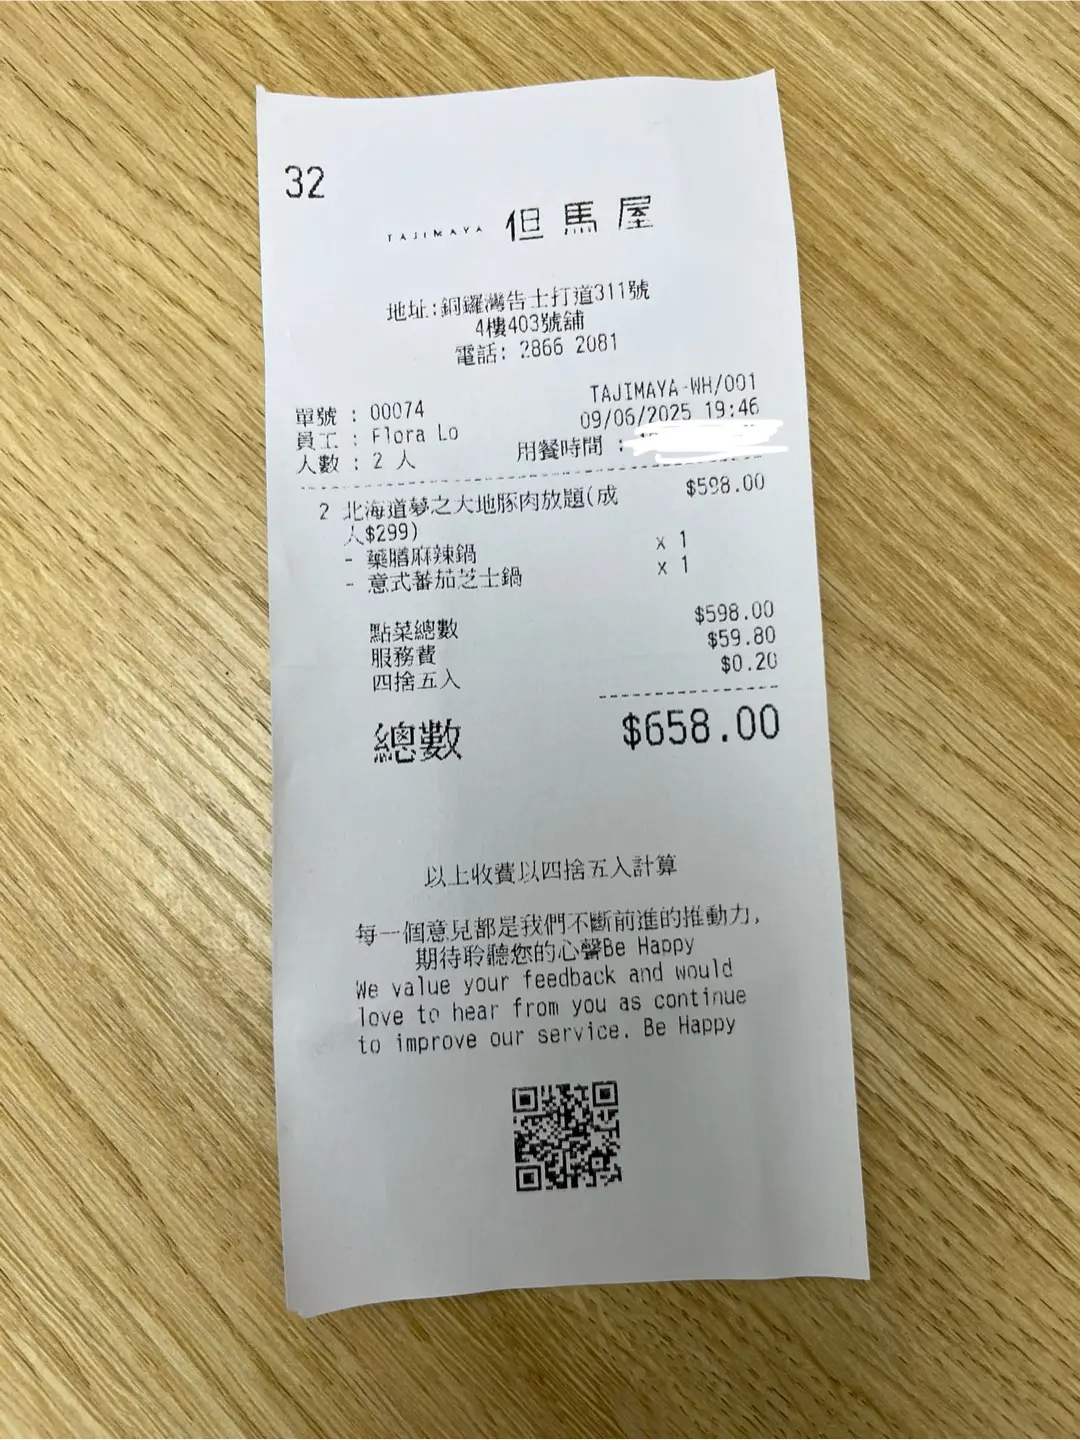 32
TAJIMAYA 但馬屋
地址:銅鑼灣告士打道311號
4樓403號舖
電話: 2866 2081
TAJIMAYA-WH/001
單號 : 00074
09/06/2025 19:46
員工 : Flora Lo
用餐時間 :
人數 : 2 人
2 北海道夢之大地豚肉放題(成 $598.00
人$299)
- 藥膳麻辣鍋 x 1
- 意式蕃茄芝士鍋 x 1
點菜總數 $598.00
服務費 $59.80
四捨五入 $0.20
總數 $658.00
以上收費以四捨五入計算
每一個意見都是我們不斷前進的推動力,
期待聆聽您的心聲Be Happy
We value your feedback and would
love to hear from you as continue
to improve our service. Be Happy